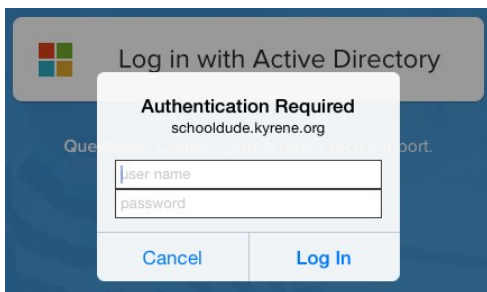 Log in with Active Directory
Authentication Required
schooldude.kyrene.org
user name
password
Cancel
Log In